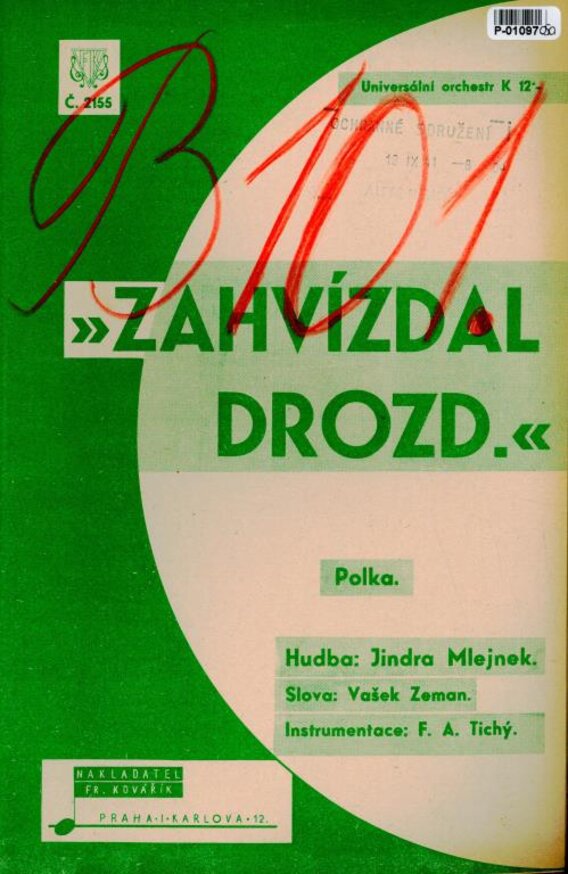 P-01097
Č. 2155
Universální orchestr K 12·-
B 101.
SDRUŽENÍ
»ZAHVÍZDAL
DROZD.«
Polka.
Hudba: Jindra Mlejnek.
Slova: Vašek Zeman.
Instrumentace: F. A. Tichý.
NAKLADATEL
FR. KOVÁŘÍK
PRAHA·I·KARLOVA·12.